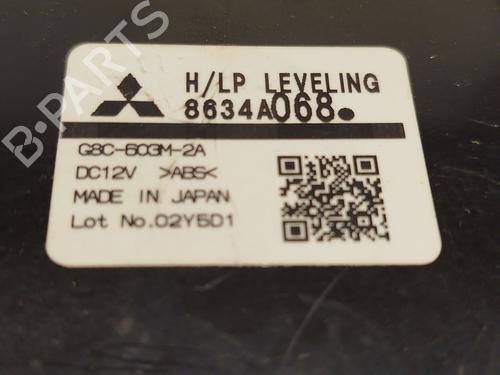 H/LP LEVELING
8634A068.
G8C-603M-2A
DC12V >ABS<
MADE IN JAPAN
Lot No.02Y5D1
B-PARTS